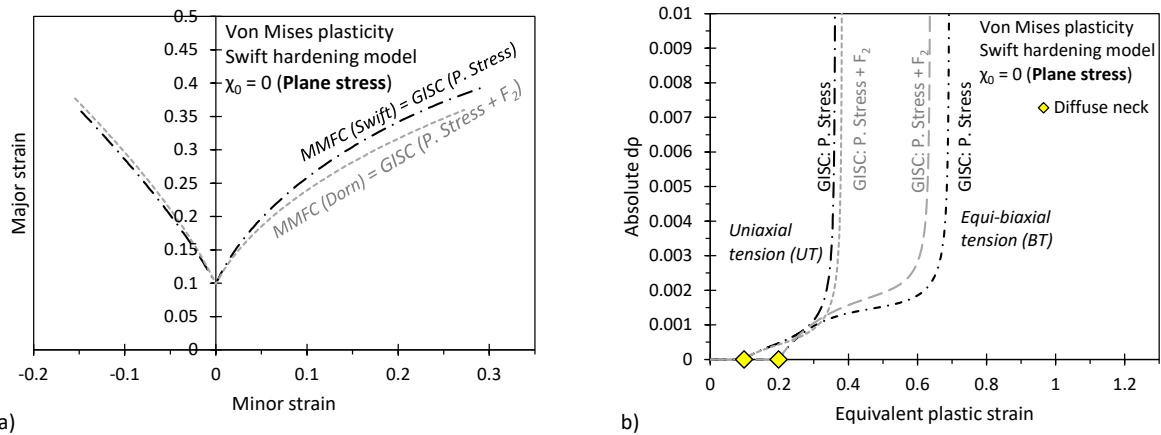 0.5
0.45
0.4
0.35
0.3
0.25
0.2
0.15
0.1
0.05
0
-0.2
-0.1
0
0.1
0.2
0.3
Major strain
Minor strain
Von Mises plasticity
Swift hardening model
χ0 = 0 (Plane stress)
MMFC (Swift) = GISC (P. Stress)
MMFC (Dorn) = GISC (P. Stress + F2)
a)
0.01
0.009
0.008
0.007
0.006
0.005
0.004
0.003
0.002
0.001
0
0
0.2
0.4
0.6
0.8
1
1.2
Absolute dp
Equivalent plastic strain
Von Mises plasticity
Swift hardening model
χ0 = 0 (Plane stress)
Diffuse neck
GISC: P. Stress
GISC: P. Stress + F2
GISC: P. Stress + F2
GISC: P. Stress
Uniaxial
tension (UT)
Equi-biaxial
tension (BT)
b)